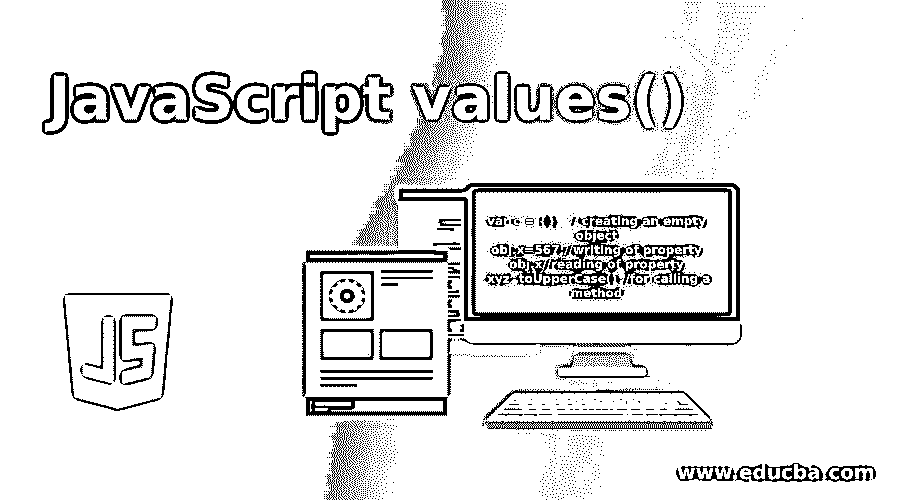 JavaScript values()
//creating an empty
object
obj.x=567 //writing of property
obj.x//reading of property
xyz.toUpperCase() /for calling a
method
JS
www.educba.com